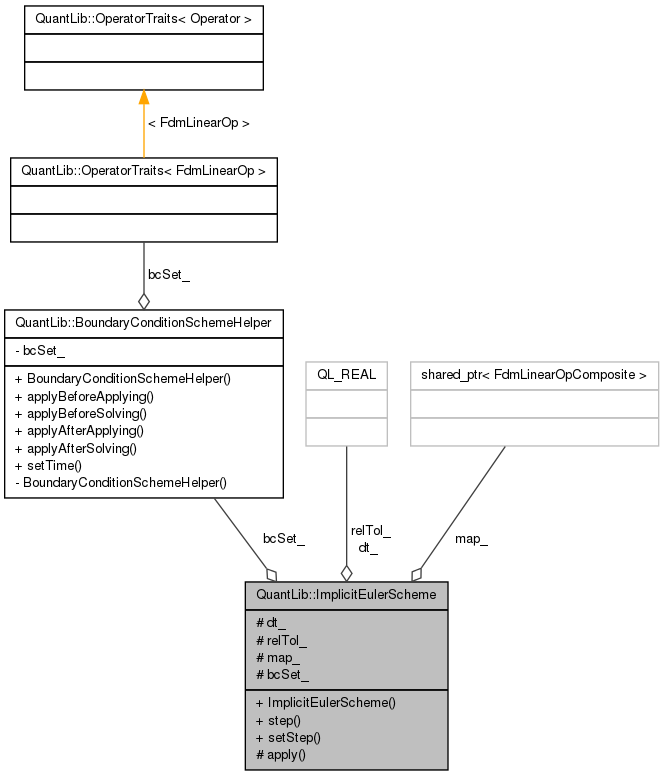 QuantLib::OperatorTraits< Operator >
< FdmLinearOp >
QuantLib::OperatorTraits< FdmLinearOp >
bcSet_
QuantLib::BoundaryConditionSchemeHelper
- bcSet_
+ BoundaryConditionSchemeHelper()
+ applyBeforeApplying()
+ applyBeforeSolving()
+ applyAfterApplying()
+ applyAfterSolving()
+ setTime()
- BoundaryConditionSchemeHelper()
QL_REAL
shared_ptr< FdmLinearOpComposite >
bcSet_
relTol_
dt_
map_
QuantLib::ImplicitEulerScheme
# dt_
# relTol_
# map_
# bcSet_
+ ImplicitEulerScheme()
+ step()
+ setStep()
# apply()